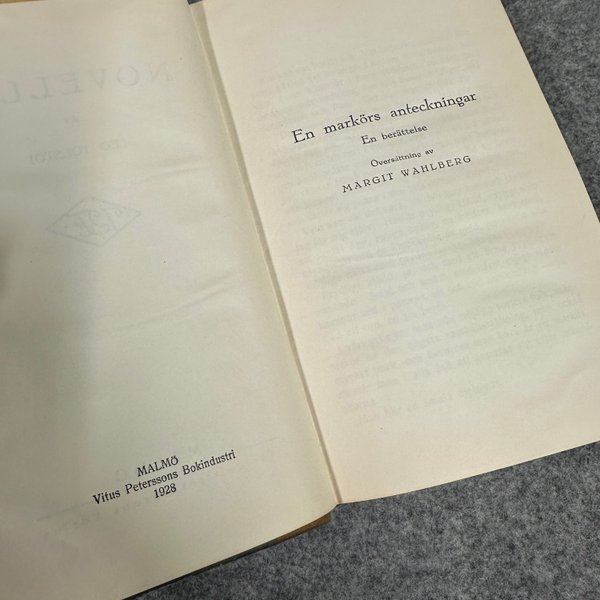 MALMÖ
Vitus Peterssons Bokindustri
1928
En markörs anteckningar
En berättelse
Översättning av
MARGIT WAHLBERG